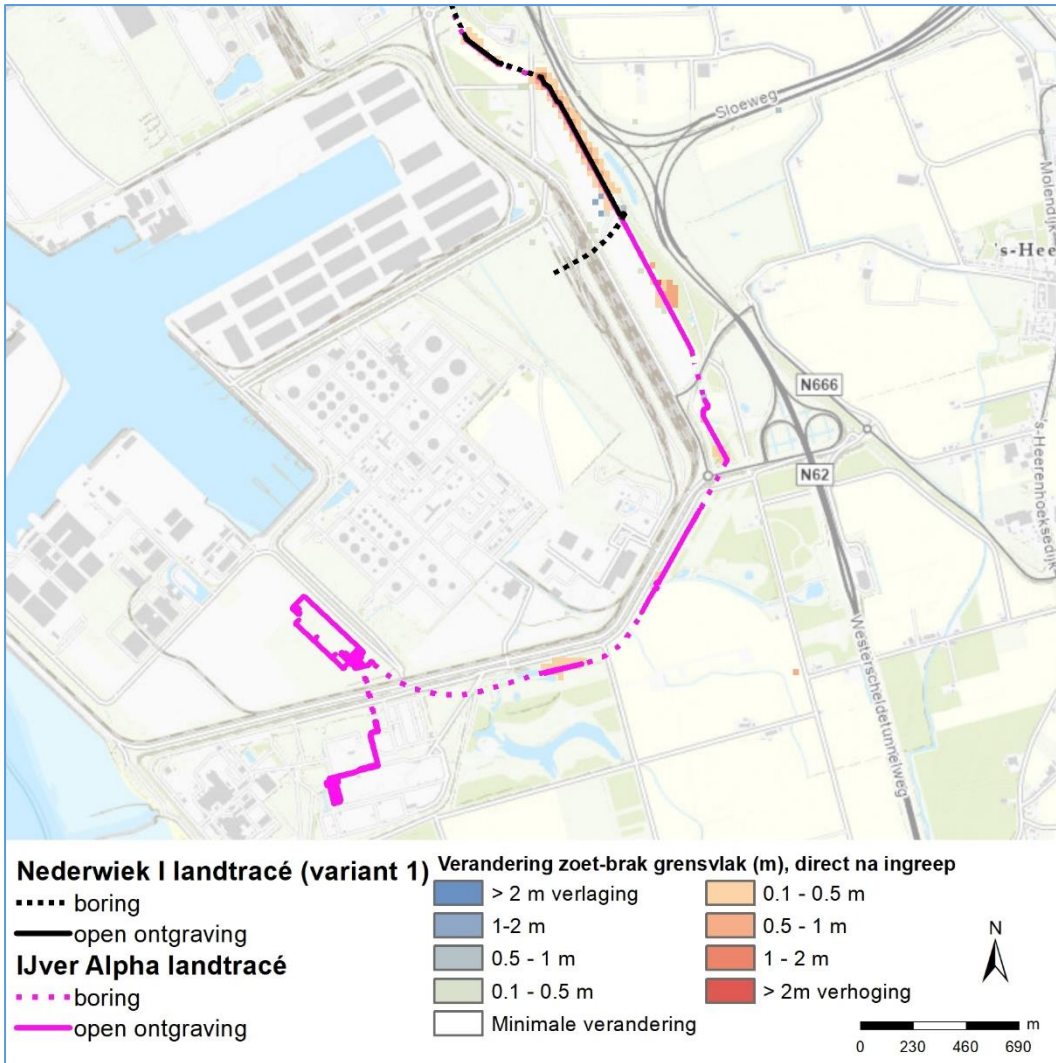 Sloeweg
Molendijk
's-Hee
N666
N62
's-Heerenhoeksedijk
Westerscheldetunnelweg
Nederwiek I landtracé (variant 1)
boring
open ontgraving
IJver Alpha landtracé
boring
open ontgraving
Verandering zoet-brak grensvlak (m), direct na ingreep
> 2 m verlaging
1-2 m
0.5 - 1 m
0.1 - 0.5 m
Minimale verandering
0.1 - 0.5 m
0.5 - 1 m
1 - 2 m
> 2m verhoging
N
m
0 230 460 690